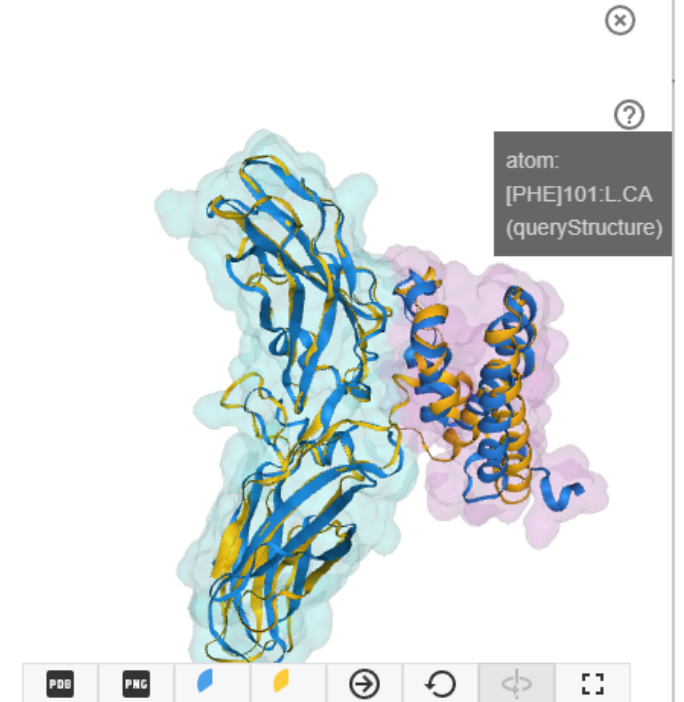 ?
atom:
[PHE]101:L.CA
(queryStructure)
PDB
PNG